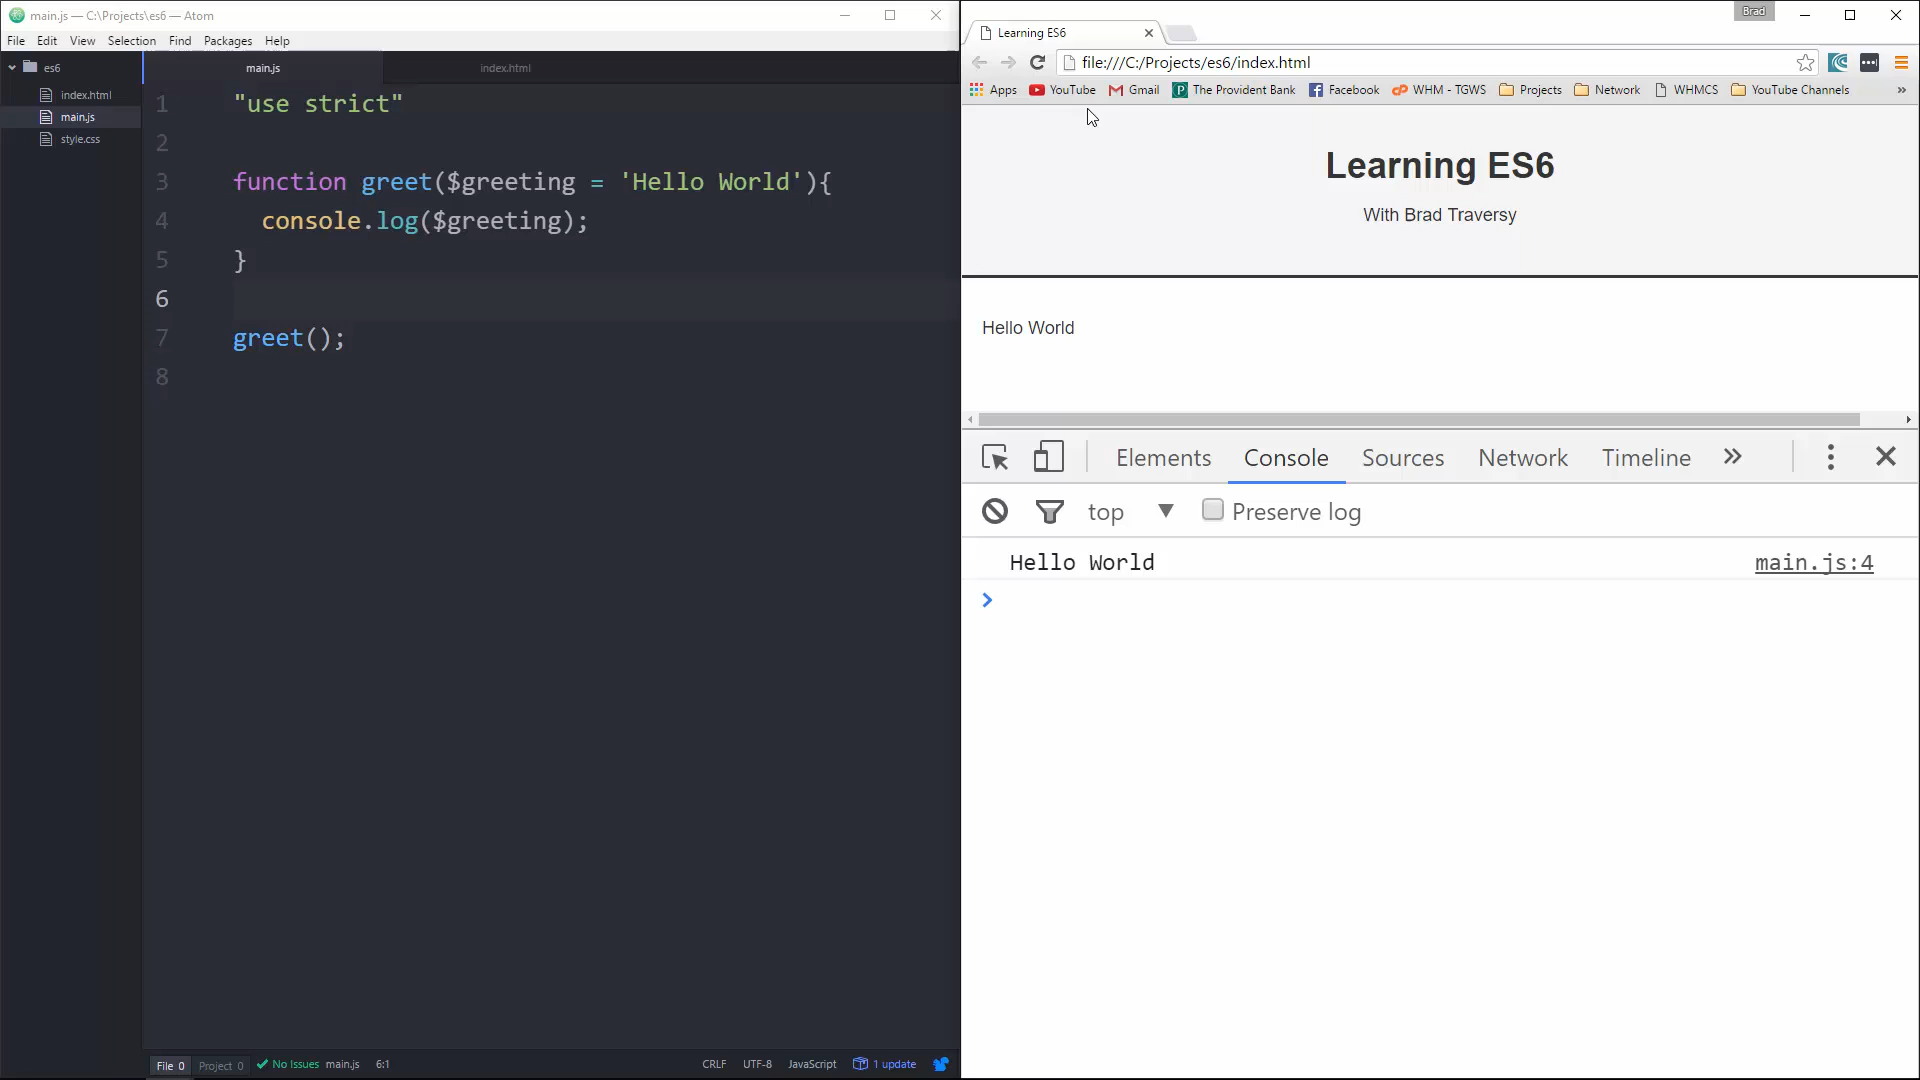 main.js — C:\Projects\es6 — Atom
File Edit View Selection Find Packages Help
es6
index.html
main.js
style.css
main.js index.html
1 "use strict"
2
3 function greet($greeting = 'Hello World'){
4 console.log($greeting);
5 }
6
7 greet();
8
File 0 Project 0 No Issues main.js 6:1 CRLF UTF-8 JavaScript 1 update
Brad
Learning ES6
file:///C:/Projects/es6/index.html
Apps YouTube Gmail The Provident Bank Facebook WHM - TGWS Projects Network WHMCS YouTube Channels »
Learning ES6
With Brad Traversy
Hello World
Elements Console Sources Network Timeline »
top Preserve log
Hello World main.js:4